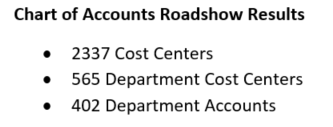 Chart of Accounts Roadshow Results
• 2337 Cost Centers
• 565 Department Cost Centers
• 402 Department Accounts